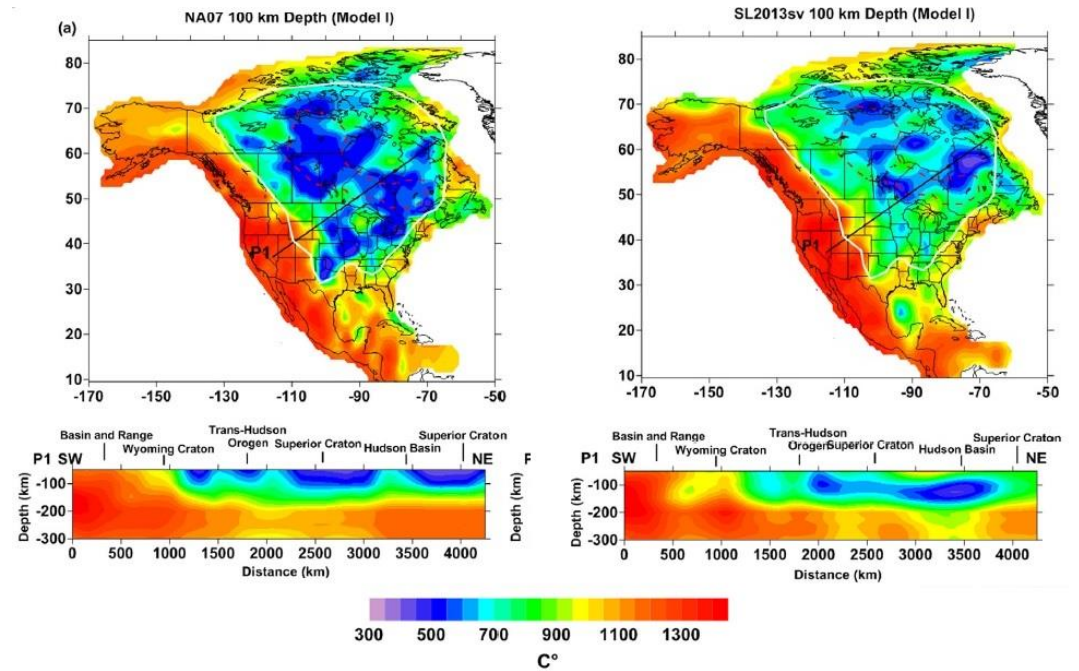 NA07 100 km Depth (Model I)
(a)
80
70
60
50
40
30
20
10
P1
-170 -150 -130 -110 -90 -70 -50
SL2013sv 100 km Depth (Model I)
80
70
60
50
40
30
20
10
P1
-170 -150 -130 -110 -90 -70 -50
Basin and Range
Wyoming Craton
Trans-Hudson
Orogen
Superior Craton
Hudson Basin
Superior Craton
P1 SW
NE
Depth (km)
-100
-200
-300
0 500 1000 1500 2000 2500 3000 3500 4000
Distance (km)
Basin and Range
Wyoming Craton
Trans-Hudson
Orogen
Superior Craton
Hudson Basin
Superior Craton
P1 SW
NE
Depth (km)
-100
-200
-300
0 500 1000 1500 2000 2500 3000 3500 4000
Distance (km)
300 500 700 900 1100 1300
C°